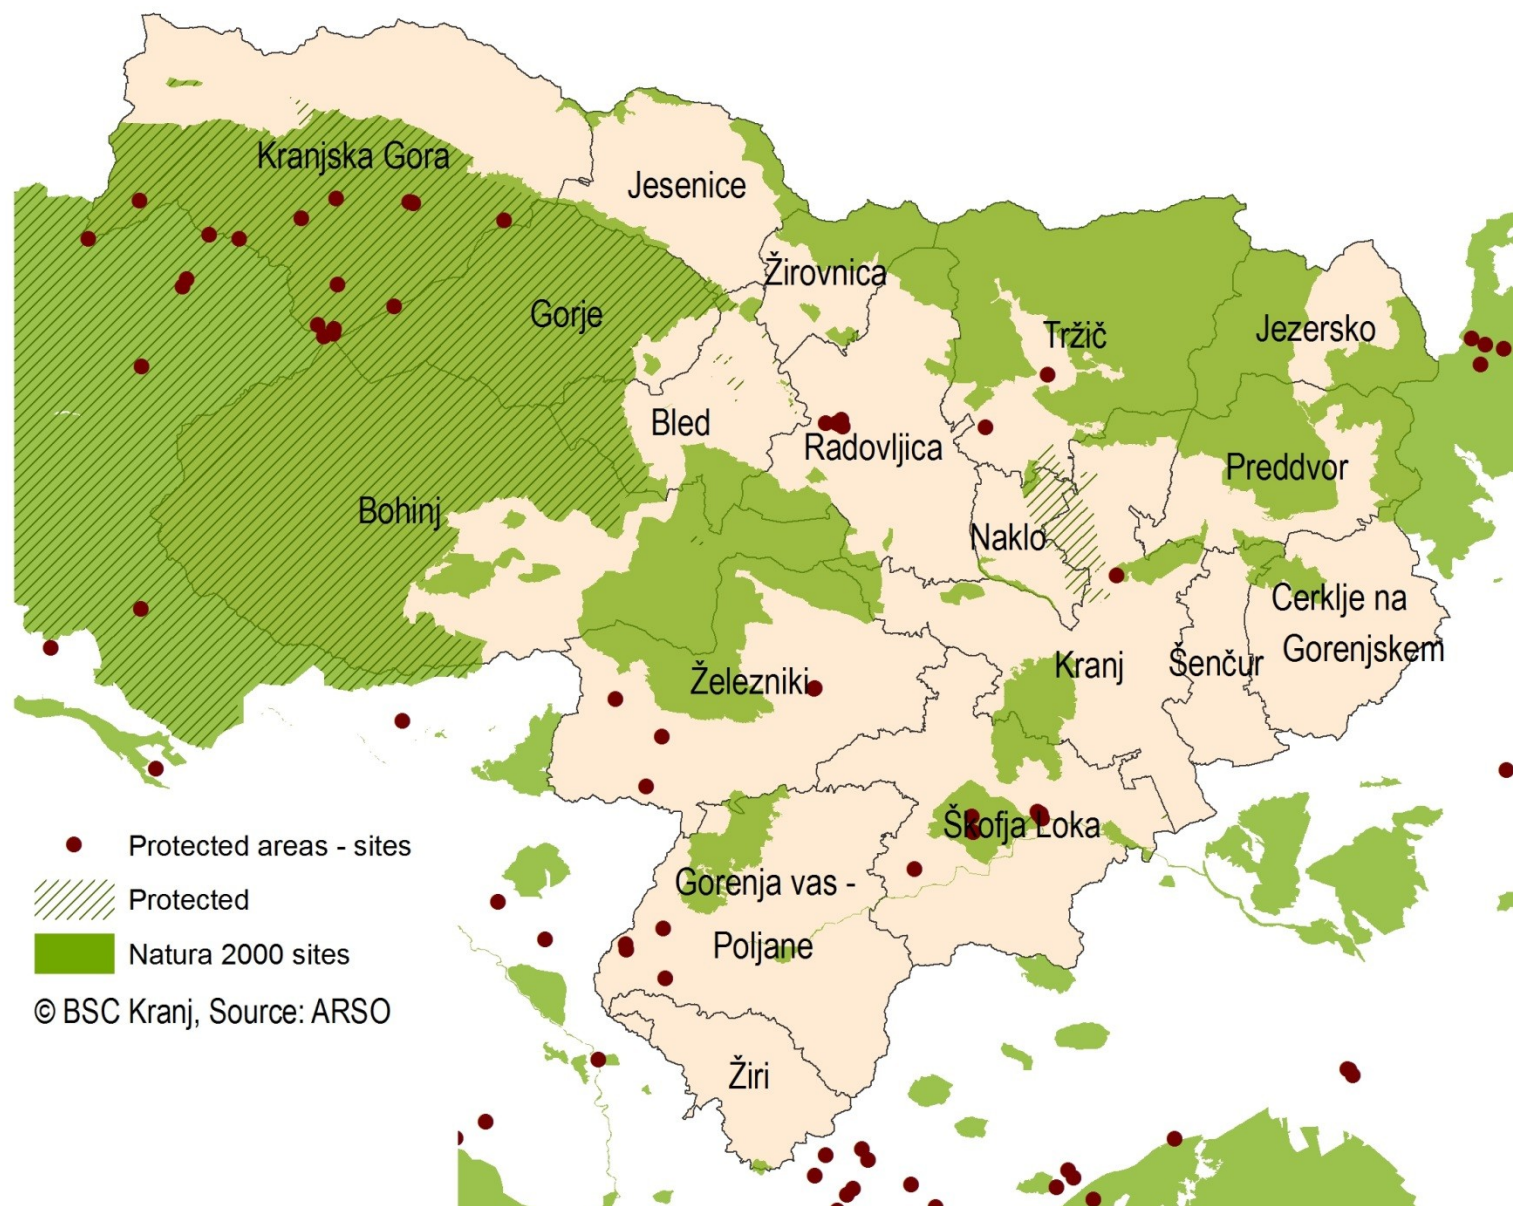 Kranjska Gora
Jesenice
Žirovnica
Gorje
Tržič
Jezersko
Bled
Radovljica
Preddvor
Bohinj
Naklo
Cerklje na
Gorenjskem
Kranj
Šenčur
Železniki
Škofja Loka
Gorenja vas -
Poljane
Žiri
Protected areas - sites
Protected
Natura 2000 sites
© BSC Kranj, Source: ARSO